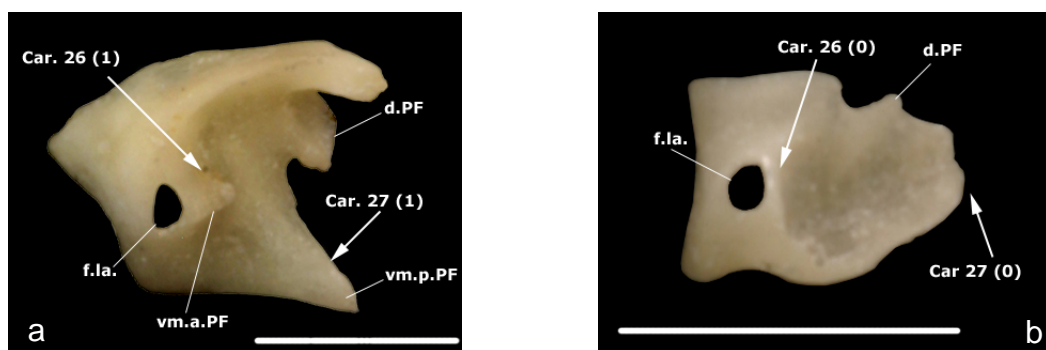 Car. 26 (1)
d.PF
Car. 27 (1)
f.la.
vm.p.PF
vm.a.PF
a
Car. 26 (0)
d.PF
f.la.
Car 27 (0)
b